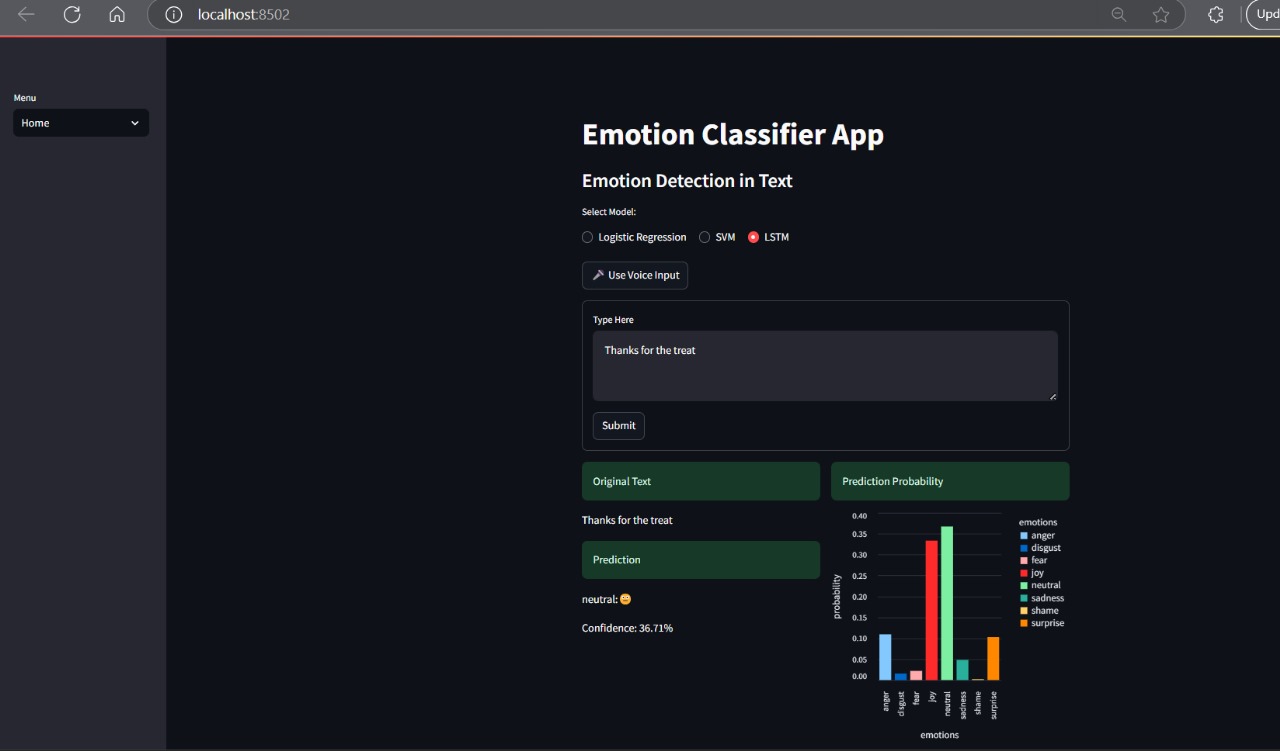 localhost:8502
Upd
Menu
Home
Emotion Classifier App
Emotion Detection in Text
Select Model:
Logistic Regression SVM LSTM
Use Voice Input
Type Here
Thanks for the treat
Submit
Original Text
Thanks for the treat
Prediction
neutral:😐
Confidence: 36.71%
Prediction Probability
probability
0.40
0.35
0.30
0.25
0.20
0.15
0.10
0.05
0.00
anger
disgust
fear
joy
neutral
sadness
shame
surprise
emotions
emotions
anger
disgust
fear
joy
neutral
sadness
shame
surprise